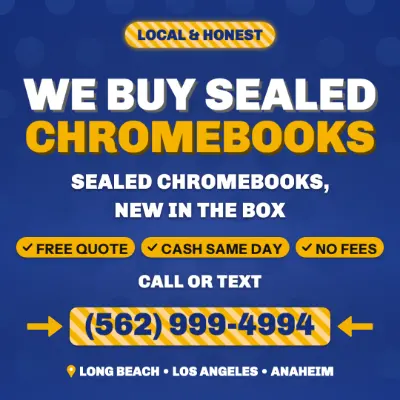 LOCAL & HONEST
WE BUY SEALED
CHROMEBOOKS
SEALED CHROMEBOOKS,
NEW IN THE BOX
✓ FREE QUOTE ✓ CASH SAME DAY ✓ NO FEES
CALL OR TEXT
(562) 999-4994
LONG BEACH • LOS ANGELES • ANAHEIM